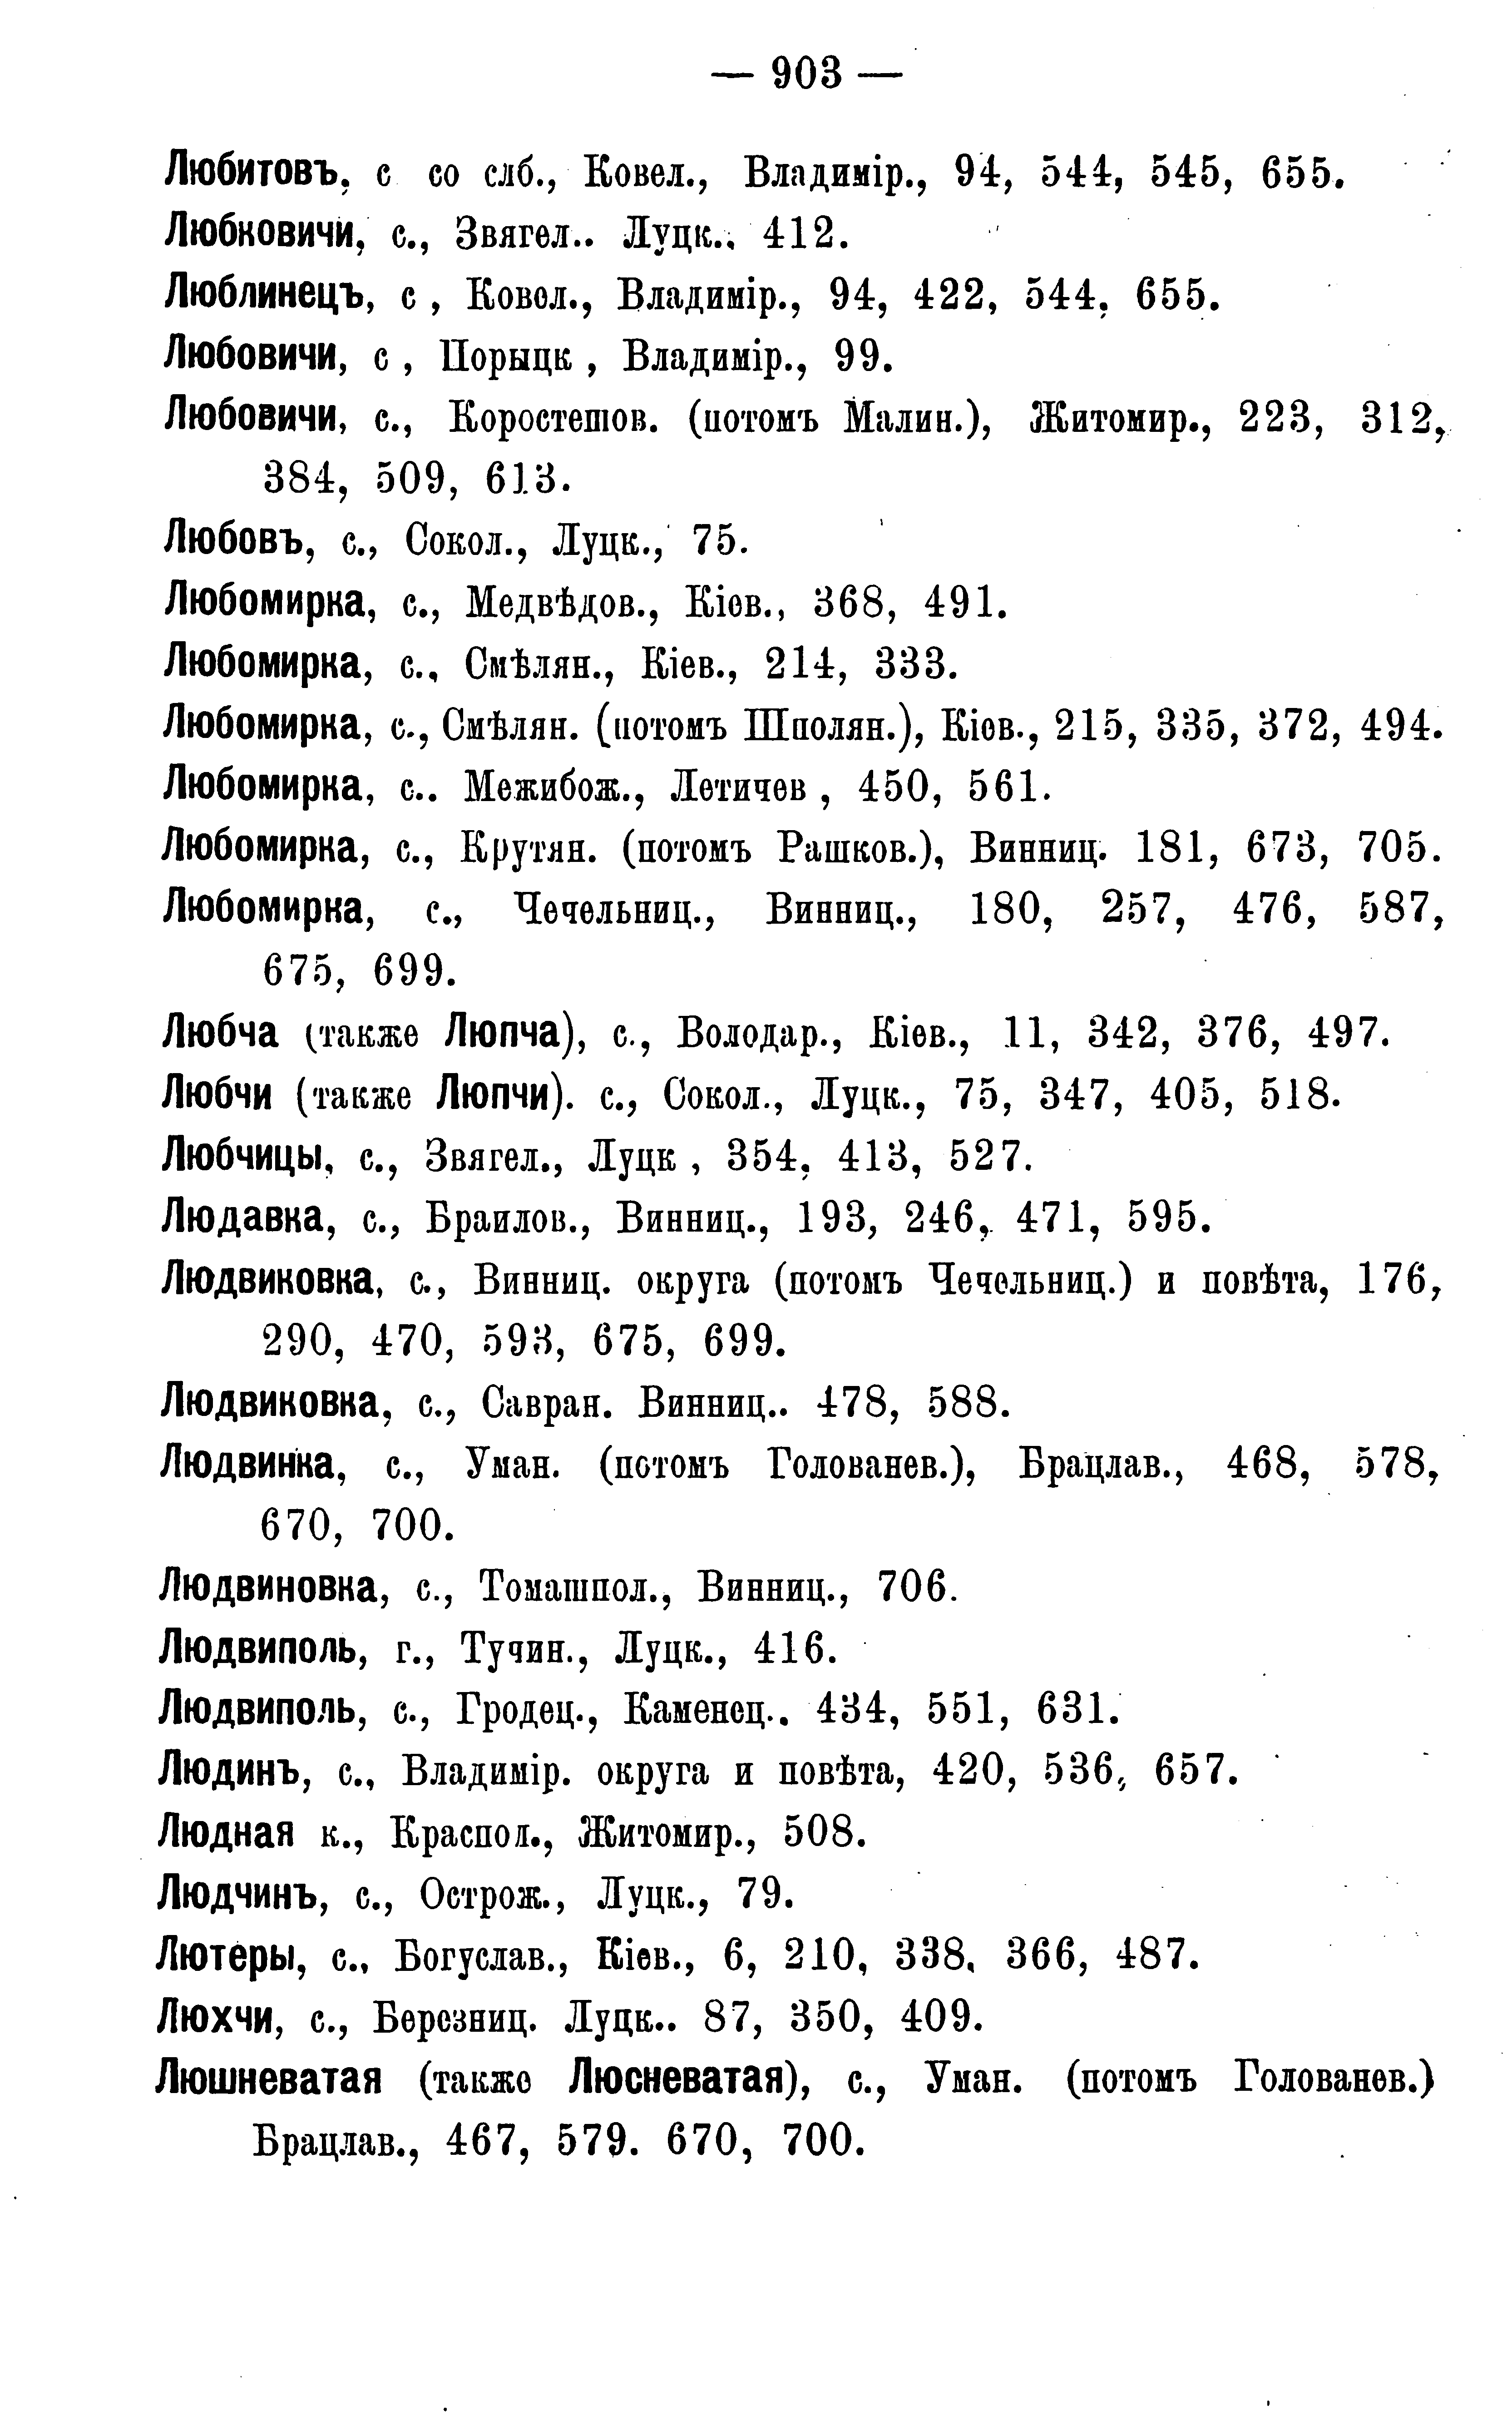 — 903 —
Любитовъ, с со слб., Ковел., Владимір., 94, 544, 545, 655.
Любковичи, с., Звягел.. Луцк., 412.
Люблинецъ, с , Ковел., Владимір., 94, 422, 544, 655.
Любовичи, с , Порыцк , Владимір., 99.
Любовичи, с., Коростешов. (потомъ Малин.), Житомир., 223, 312,
384, 509, 613.
Любовъ, с., Сокол., Луцк., 75.
Любомирка, с., Медвѣдов., Кіев., 368, 491.
Любомирка, с., Смѣлян., Кіев., 214, 333.
Любомирка, с., Смѣлян. (потомъ Шполян.), Кіев., 215, 335, 372, 494.
Любомирка, с.. Межибож., Летичев , 450, 561.
Любомирка, с., Крутян. (потомъ Рашков.), Винниц. 181, 673, 705.
Любомирка, с., Чечельниц., Винниц., 180, 257, 476, 587,
675, 699.
Любча (также Люпча), с., Володар., Кіев., 11, 342, 376, 497.
Любчи (также Люпчи). с., Сокол., Луцк., 75, 347, 405, 518.
Любчицы, с., Звягел., Луцк , 354, 413, 527.
Людавка, с., Браилов., Винниц., 193, 246, 471, 595.
Людвиковка, с., Винниц. округа (потомъ Чечельниц.) и повѣта, 176,
290, 470, 593, 675, 699.
Людвиковка, с., Савран. Винниц.. 478, 588.
Людвинка, с., Уман. (потомъ Голованев.), Брацлав., 468, 578,
670, 700.
Людвиновка, с., Томашпол., Винниц., 706.
Людвиполь, г., Тучин., Луцк., 416.
Людвиполь, с., Гродец., Каменец.. 434, 551, 631.
Людинъ, с., Владимір. округа и повѣта, 420, 536, 657.
Людная к., Краспол., Житомир., 508.
Людчинъ, с., Острож., Луцк., 79.
Лютеры, с., Богуслав., Кіев., 6, 210, 338, 366, 487.
Люхчи, с., Березниц. Луцк.. 87, 350, 409.
Люшневатая (также Люсневатая), с., Уман. (потомъ Голованев.)
Брацлав., 467, 579. 670, 700.